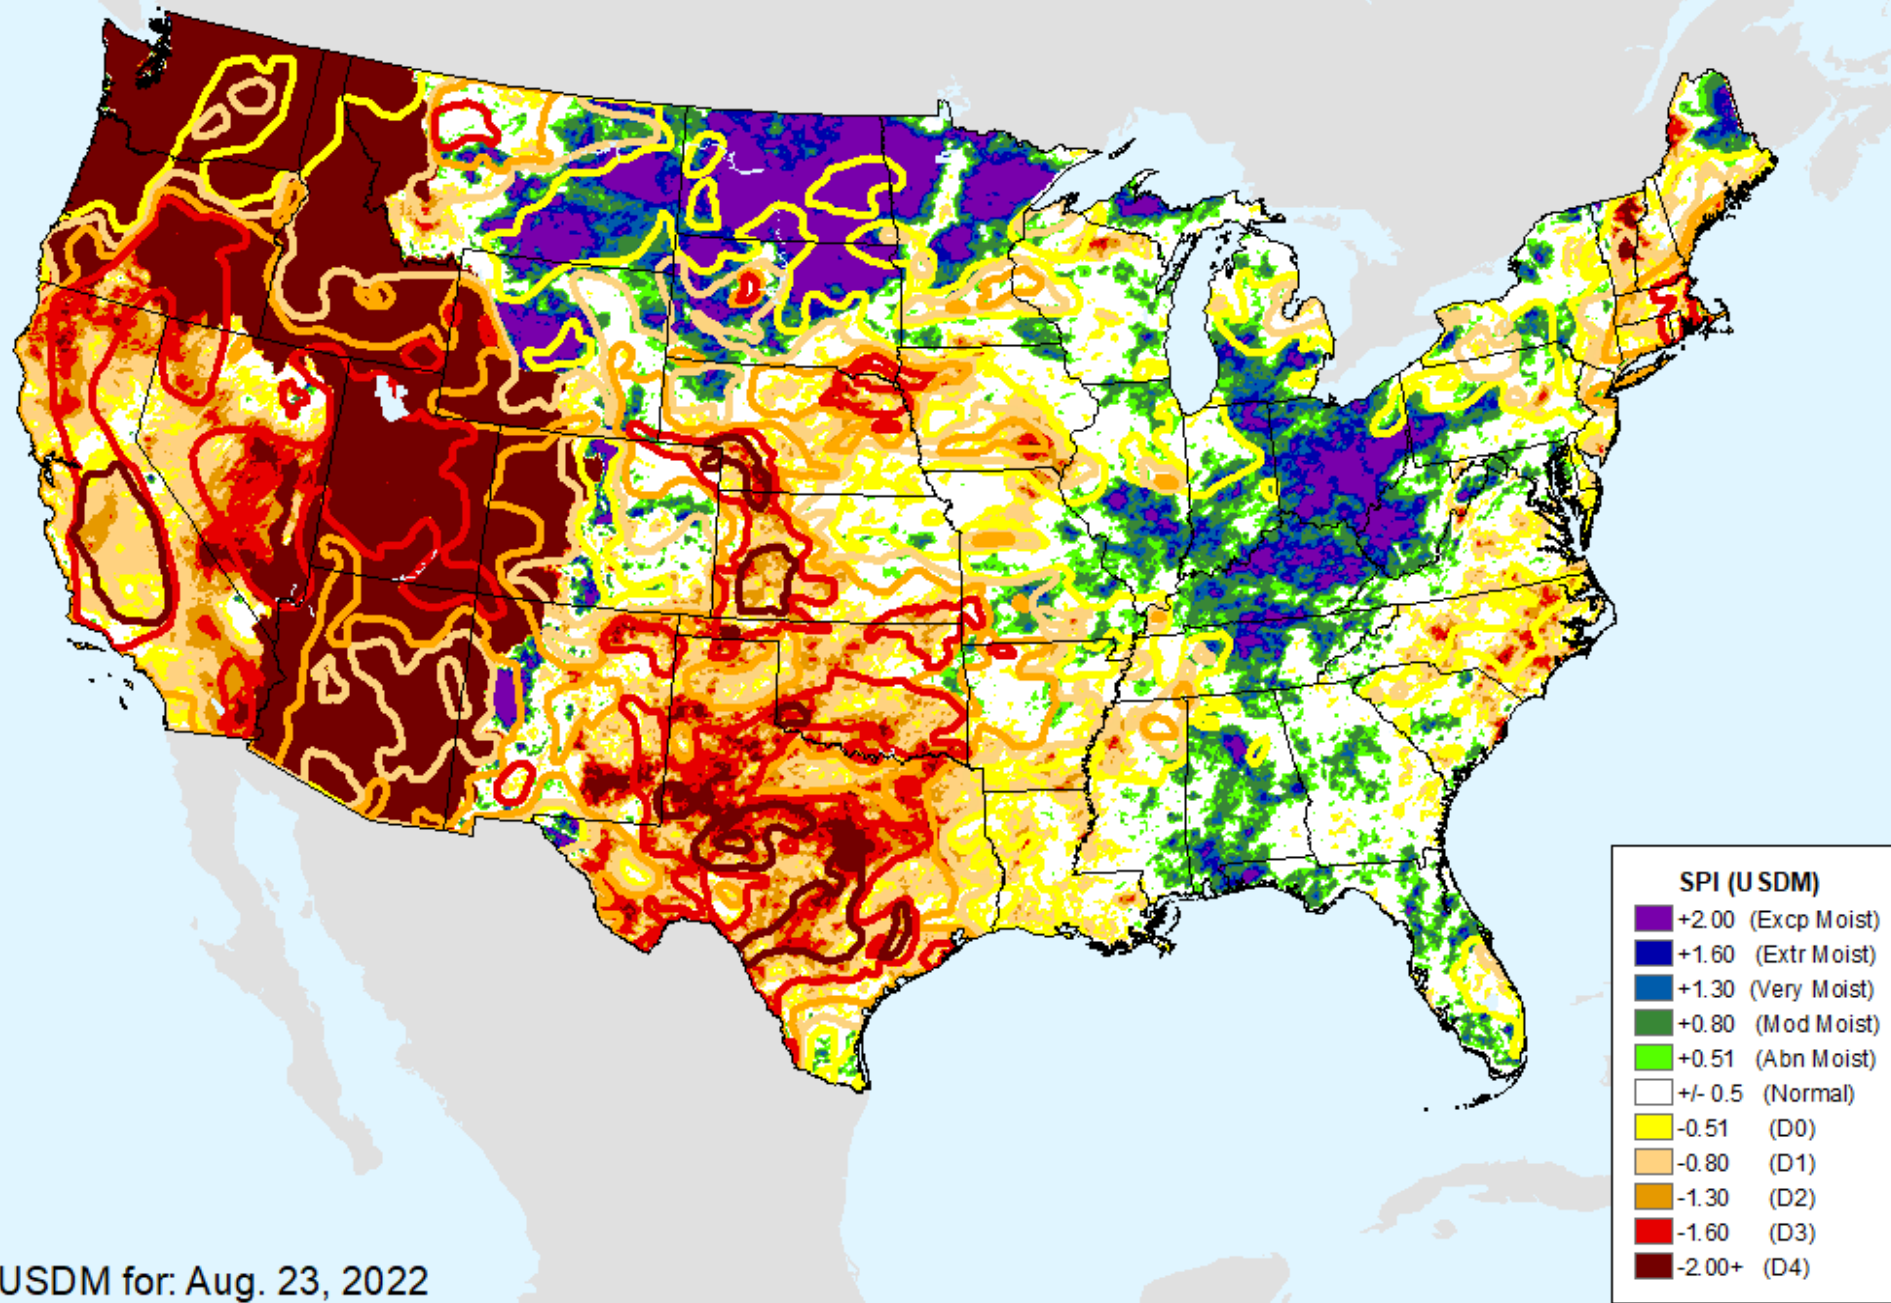 SPI (USDM)
+2.00 (Excp Moist)
+1.60 (Extr Moist)
+1.30 (Very Moist)
+0.80 (Mod Moist)
+0.51 (Abn Moist)
+/- 0.5 (Normal)
-0.51 (D0)
-0.80 (D1)
-1.30 (D2)
-1.60 (D3)
-2.00+ (D4)
USDM for: Aug. 23, 2022